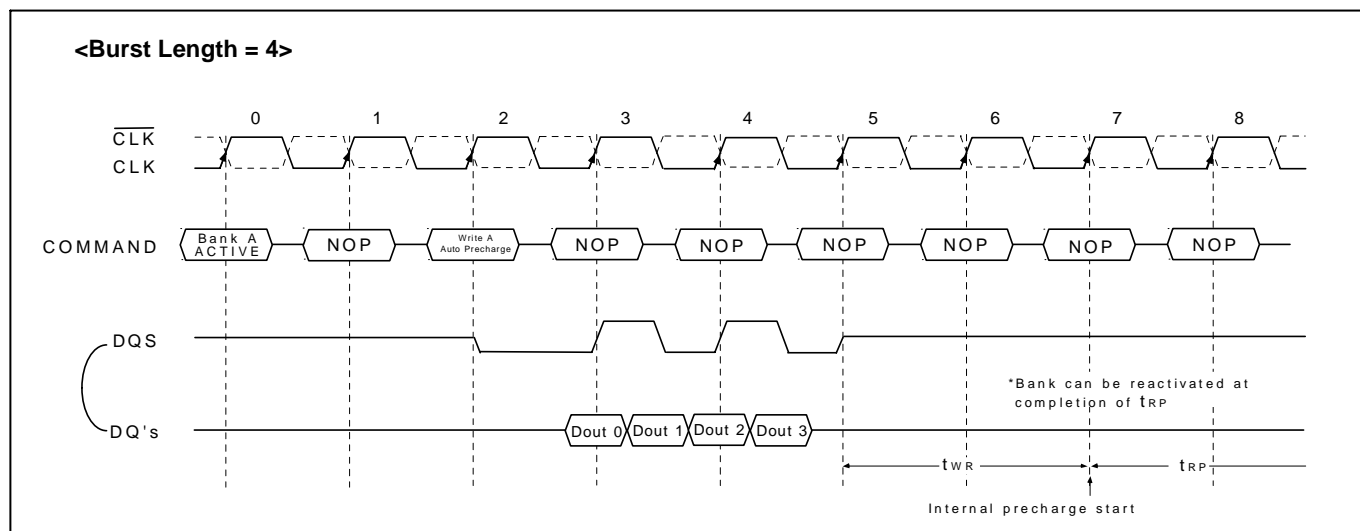 <Burst Length = 4>
0 1 2 3 4 5 6 7 8
CLK
CLK
COMMAND
Bank A
ACTIVE
NOP
Write A
Auto Precharge
NOP
NOP
NOP
NOP
NOP
NOP
DQS
*Bank can be reactivated at
completion of tRP
DQ's
Dout 0 Dout 1 Dout 2 Dout 3
tWR
tRP
Internal precharge start